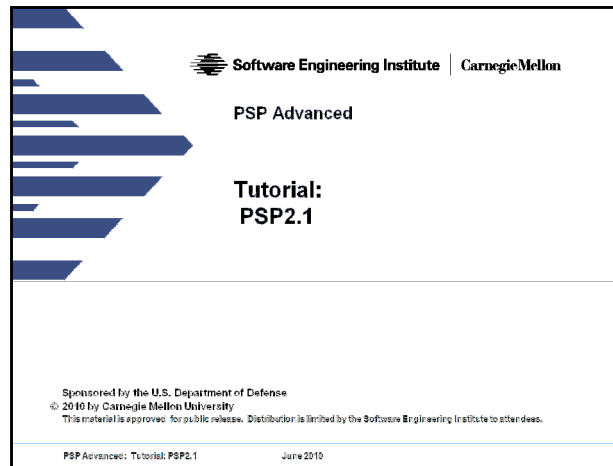 Software Engineering Institute | CarnegieMellon
PSP Advanced
Tutorial:
PSP2.1
Sponsored by the U.S. Department of Defense
© 2010 by Carnegie Mellon University
This material is approved for public release. Distribution is limited by the Software Engineering Institute to attendees.
PSP Advanced: Tutorial: PSP2.1 June 2010